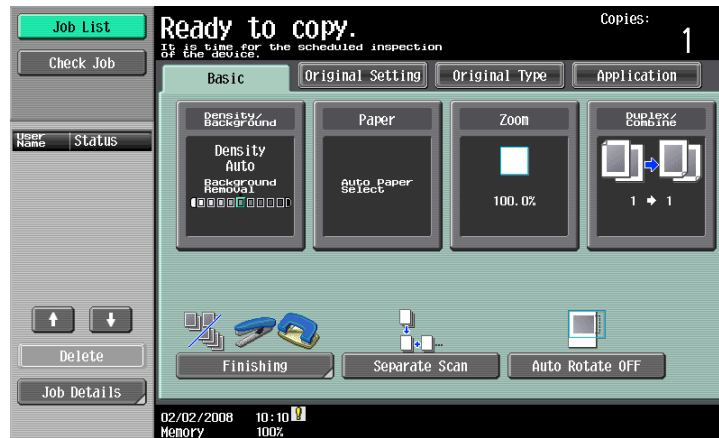 Job List
Check Job
User
Name
Status
Delete
Job Details
Ready to copy.
It is time for the scheduled inspection
of the device.
Copies:
1
Basic
Original Setting
Original Type
Application
Density/
Background
Density
Auto
Background
Removal
Paper
Auto Paper
Select
Zoom
100.0%
Duplex/
Combine
1 → 1
Finishing
Separate Scan
Auto Rotate OFF
02/02/2008 10:10
Memory 100%